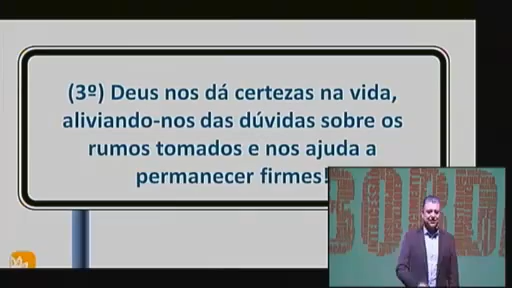 (3º) Deus nos dá certezas na vida,
aliviando-nos das dúvidas sobre os
rumos tomados e nos ajuda a
permanecer firmes!
BORDA